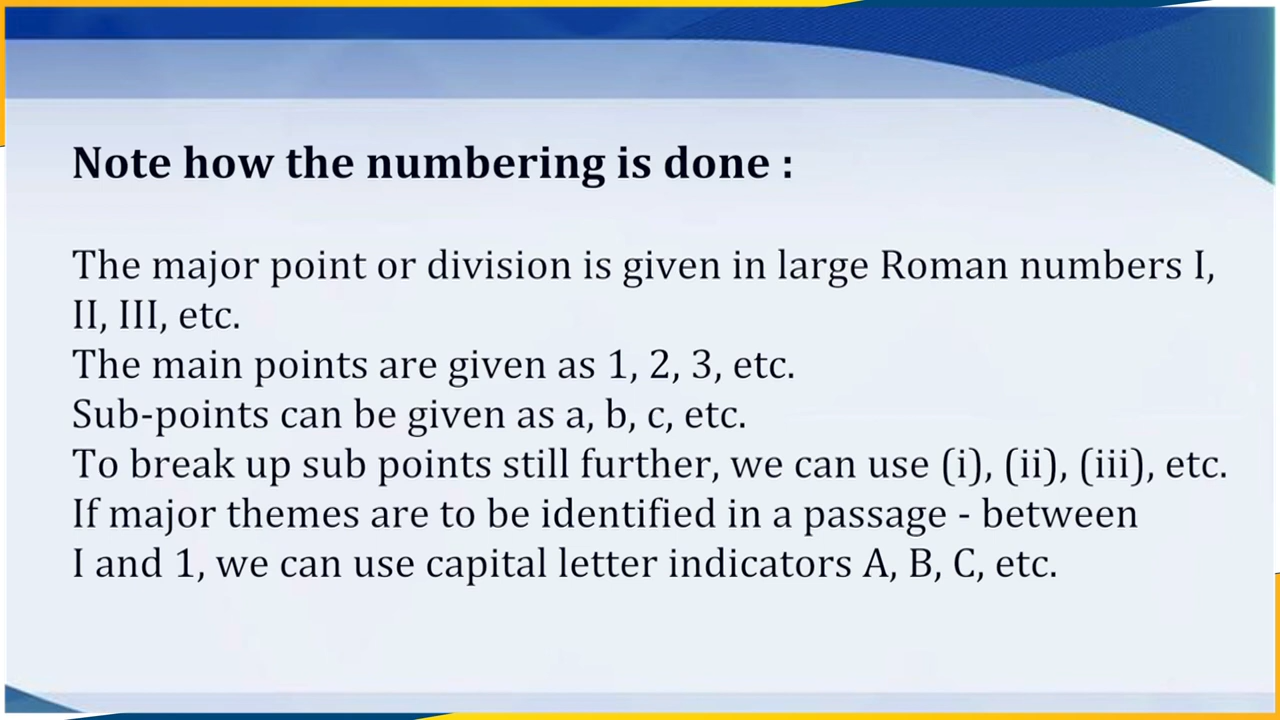 Note how the numbering is done :
The major point or division is given in large Roman numbers I,
II, III, etc.
The main points are given as 1, 2, 3, etc.
Sub-points can be given as a, b, c, etc.
To break up sub points still further, we can use (i), (ii), (iii), etc.
If major themes are to be identified in a passage - between
I and 1, we can use capital letter indicators A, B, C, etc.